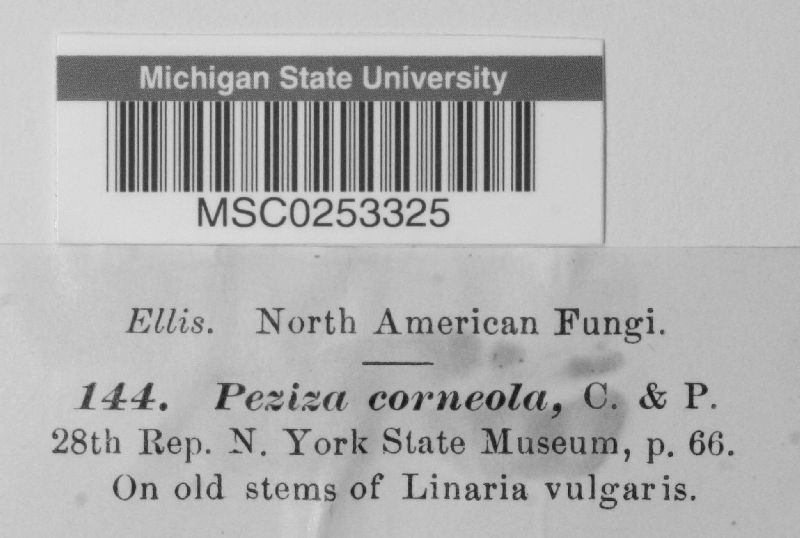 Michigan State University
MSC0253325
Ellis. North American Fungi.
144. Peziza corneola, C. & P.
28th Rep. N. York State Museum, p. 66.
On old stems of Linaria vulgaris.